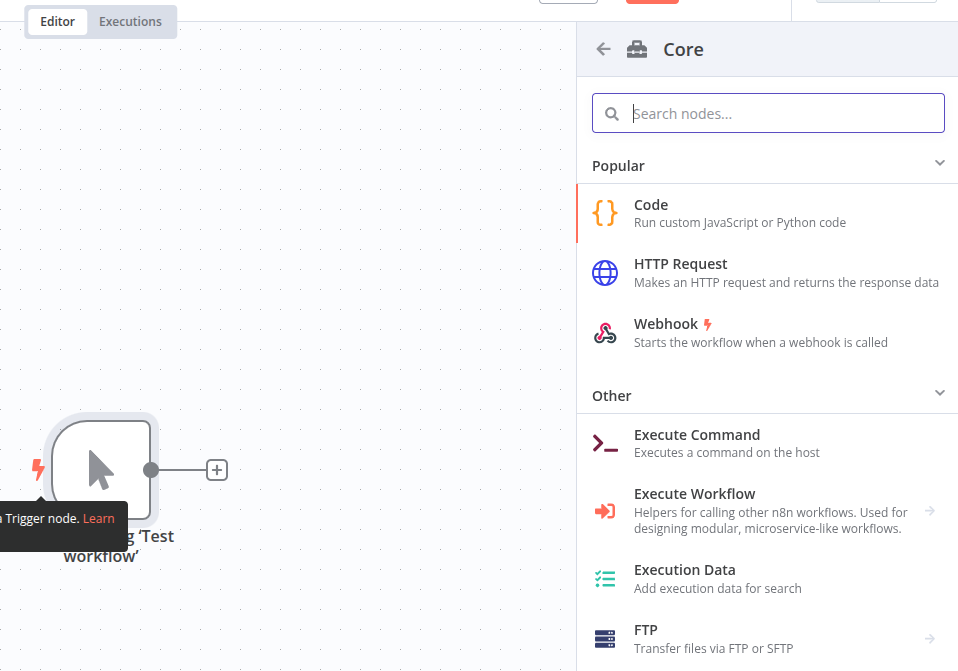 Editor
Executions
Core
Search nodes...
Popular
Code
Run custom JavaScript or Python code
HTTP Request
Makes an HTTP request and returns the response data
Webhook
Starts the workflow when a webhook is called
Other
Execute Command
Executes a command on the host
Execute Workflow
Helpers for calling other n8n workflows. Used for
designing modular, microservice-like workflows.
Execution Data
Add execution data for search
FTP
Transfer files via FTP or SFTP
a Trigger node. Learn
‘Test
workflow’